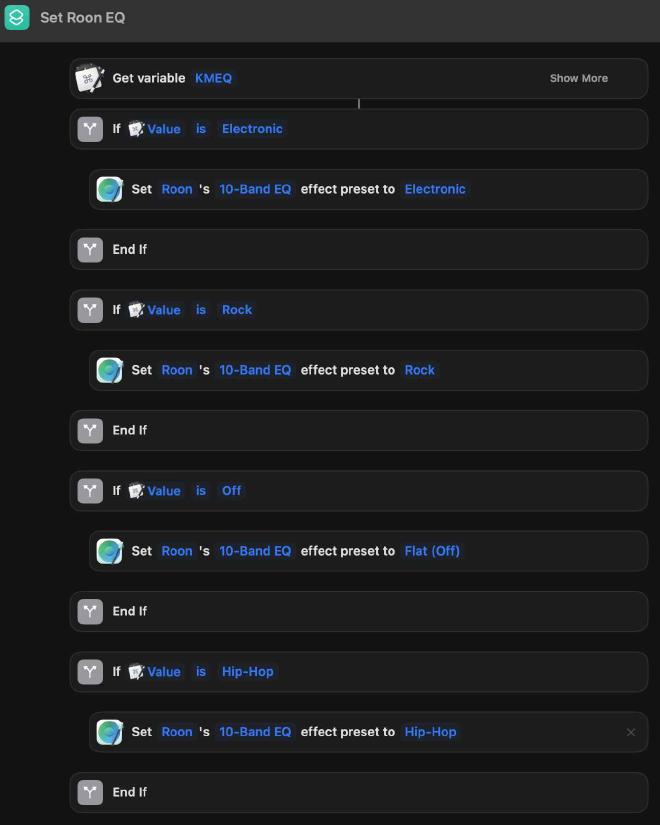 Set Roon EQ
Get variable KMEQ Show More
If Value is Electronic
Set Roon 's 10-Band EQ effect preset to Electronic
End If
If Value is Rock
Set Roon 's 10-Band EQ effect preset to Rock
End If
If Value is Off
Set Roon 's 10-Band EQ effect preset to Flat (Off)
End If
If Value is Hip-Hop
Set Roon 's 10-Band EQ effect preset to Hip-Hop
End If